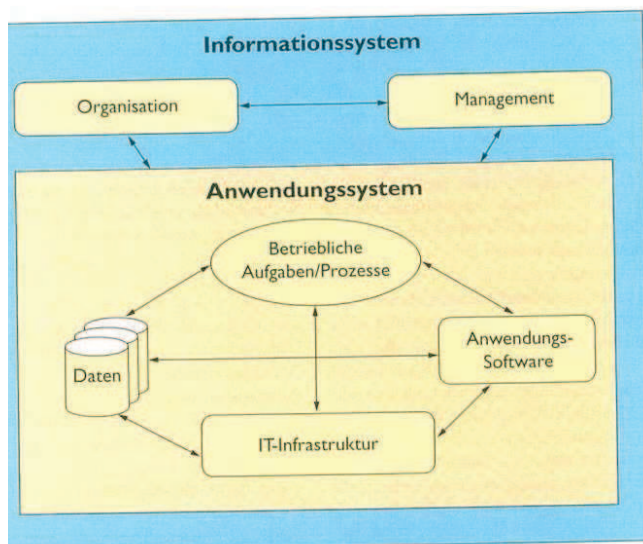 Informationssystem
Organisation
Management
Anwendungssystem
Betriebliche
Aufgaben/Prozesse
Daten
Anwendungs-
Software
IT-Infrastruktur